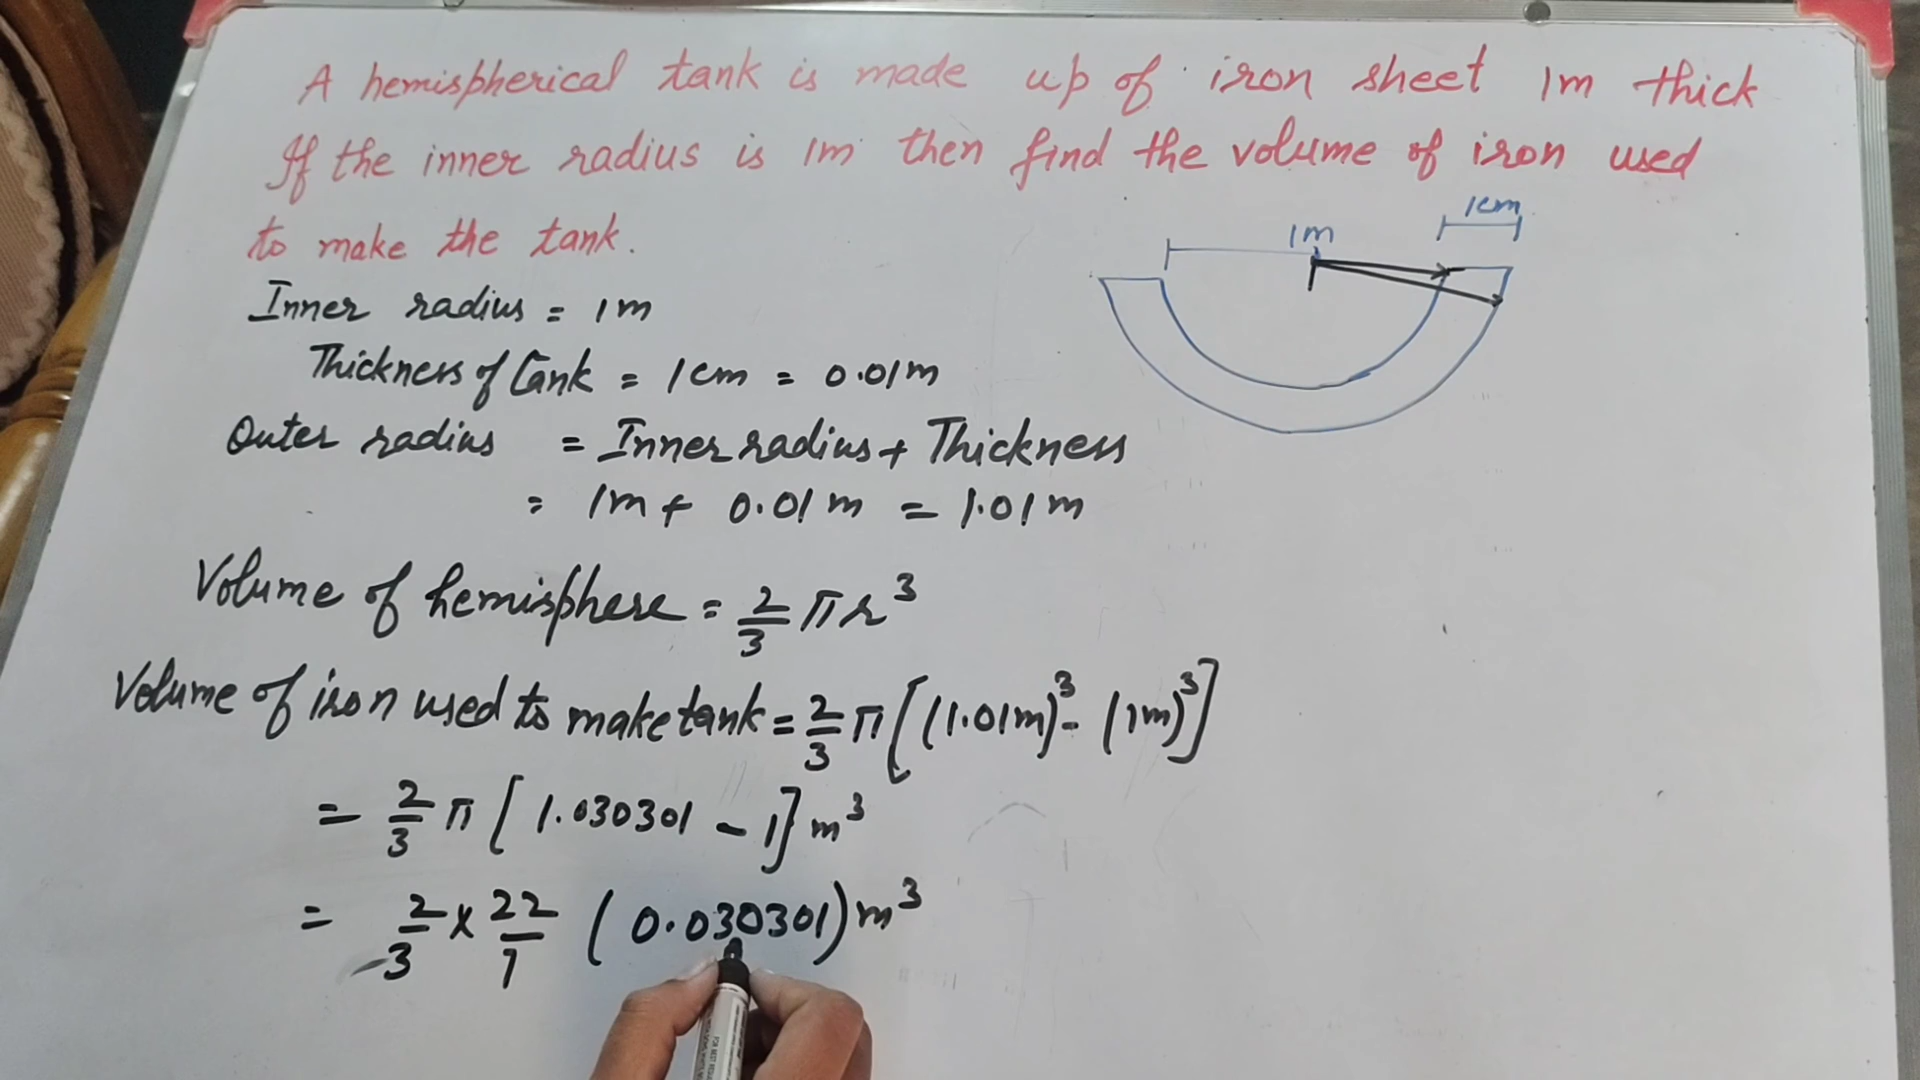 A hemispherical tank is made up of iron sheet 1m thick
If the inner radius is 1m then find the volume of iron used
to make the tank.
1cm
1m
Inner radius = 1m
Thickness of tank = 1cm = 0.01m
Outer radius = Inner radius + Thickness
= 1m + 0.01m = 1.01m
Volume of hemisphere = 2/3 πr³
Volume of iron used to make tank = 2/3 π[(1.01m)³ - (1m)³]
= 2/3 π[1.030301 - 1]m³
= 2/3 × 22/7 (0.030301)m³